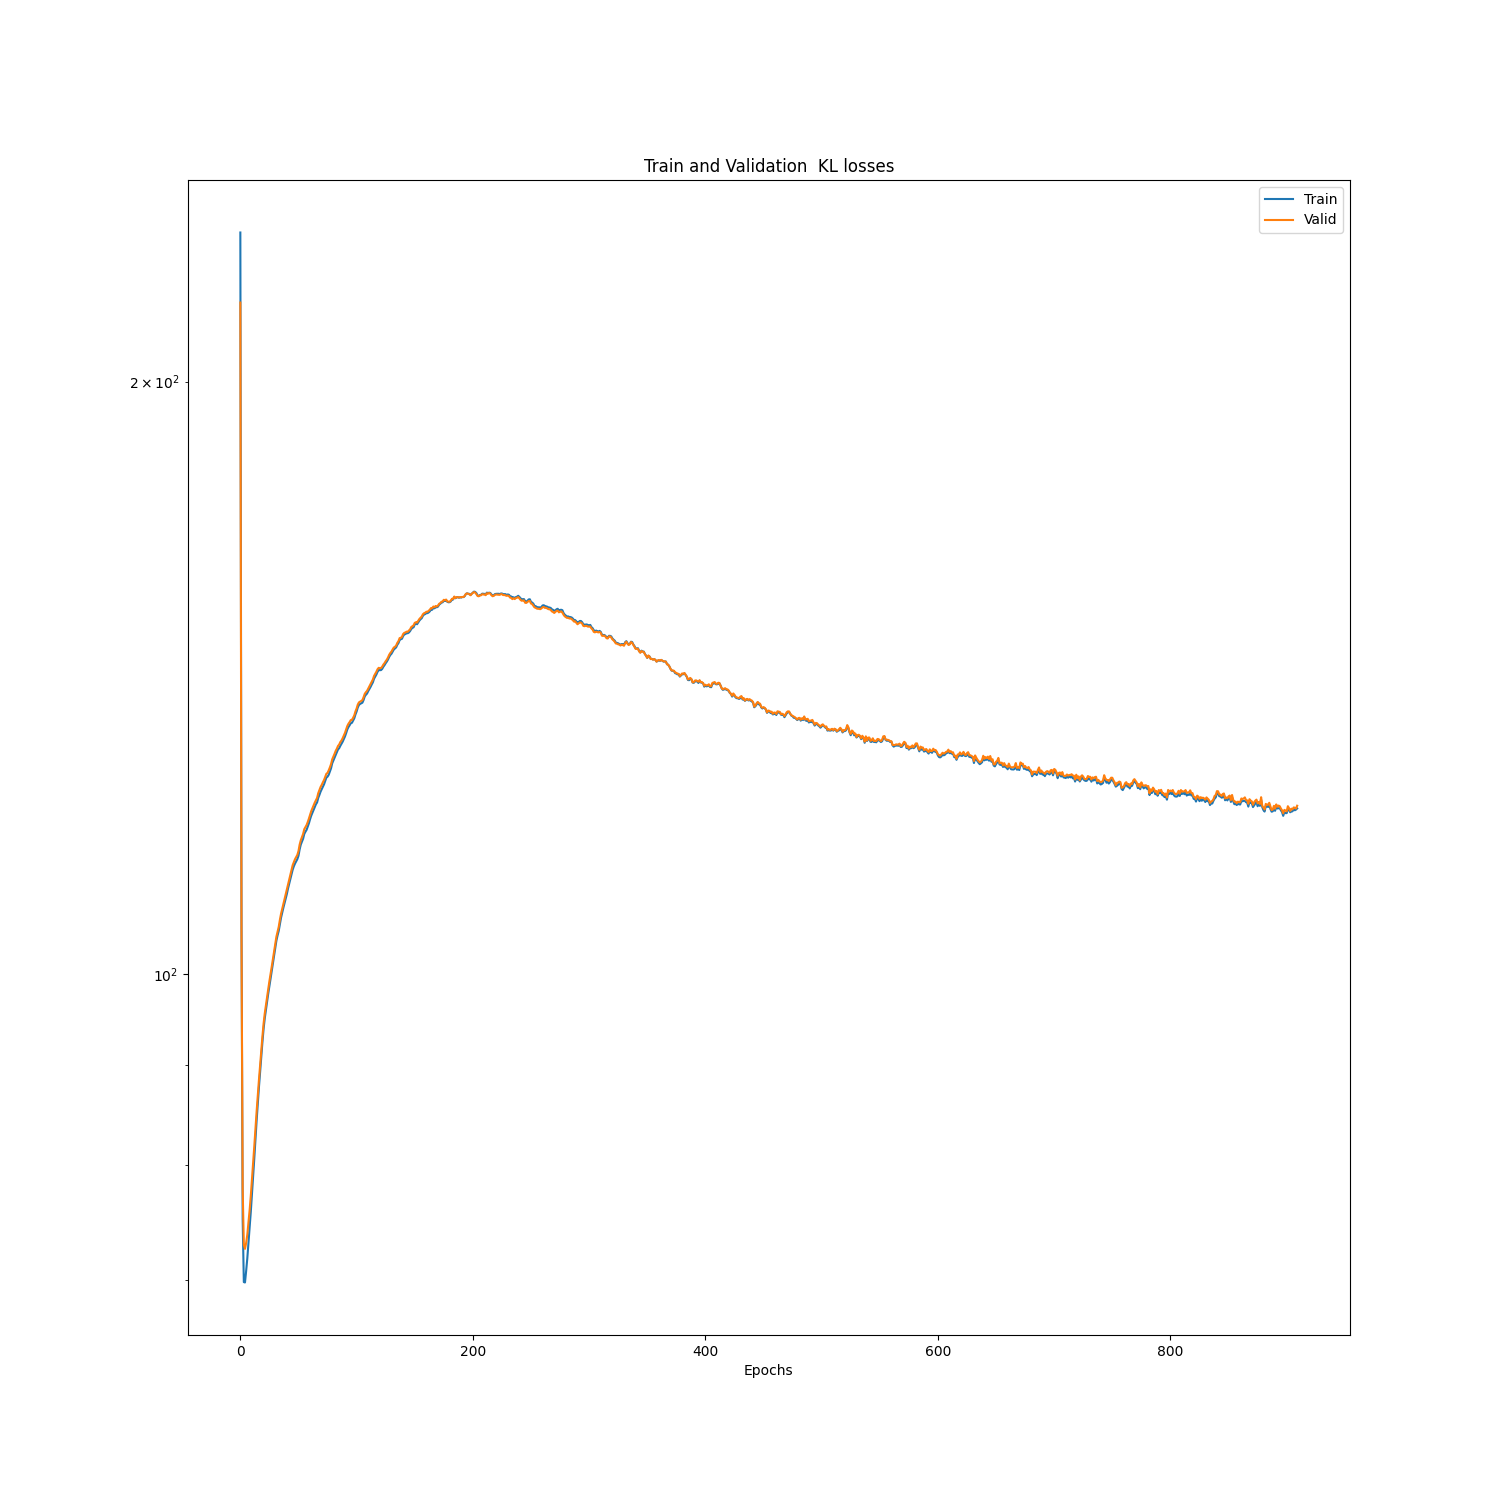 Train and Validation  KL losses
Train
Valid
2 × 10²
10²
0 200 400 600 800
Epochs